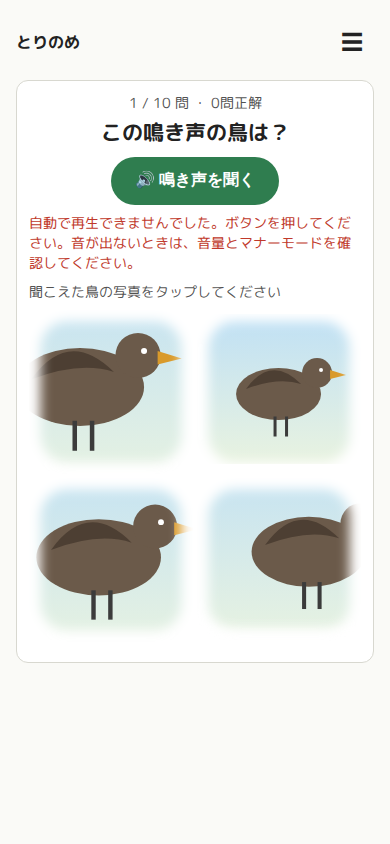 とりのめ
1 / 10 問 · 0問正解
この鳴き声の鳥は？
鳴き声を聞く
自動で再生できませんでした。ボタンを押してくだ
さい。音が出ないときは、音量とマナーモードを確
認してください。
聞こえた鳥の写真をタップしてください